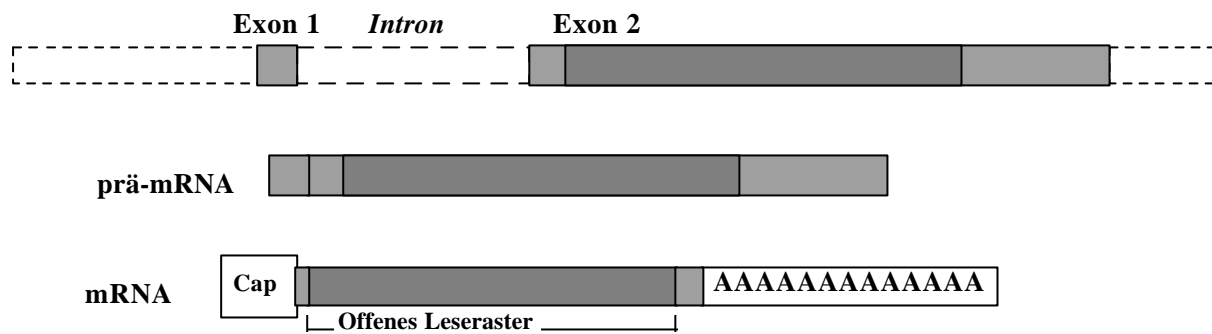 Exon 1 Intron Exon 2
prä-mRNA
mRNA Cap AAAAAAAAAAAAA
Offenes Leseraster